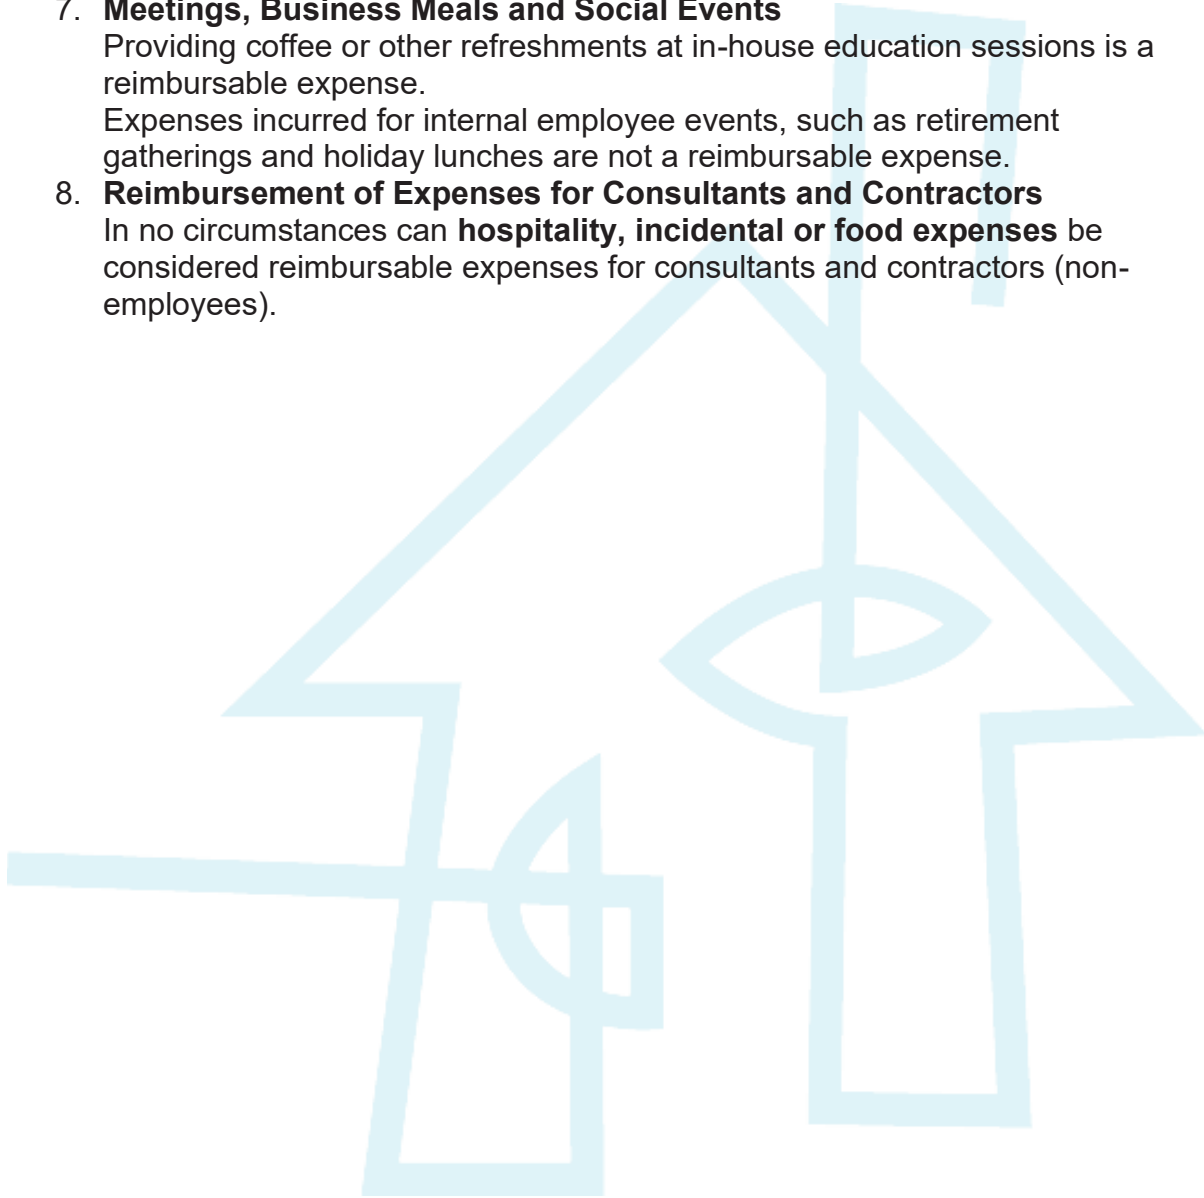 7. Meetings, Business Meals and Social Events
Providing coffee or other refreshments at in-house education sessions is a
reimbursable expense.
Expenses incurred for internal employee events, such as retirement
gatherings and holiday lunches are not a reimbursable expense.
8. Reimbursement of Expenses for Consultants and Contractors
In no circumstances can hospitality, incidental or food expenses be
considered reimbursable expenses for consultants and contractors (non-
employees).